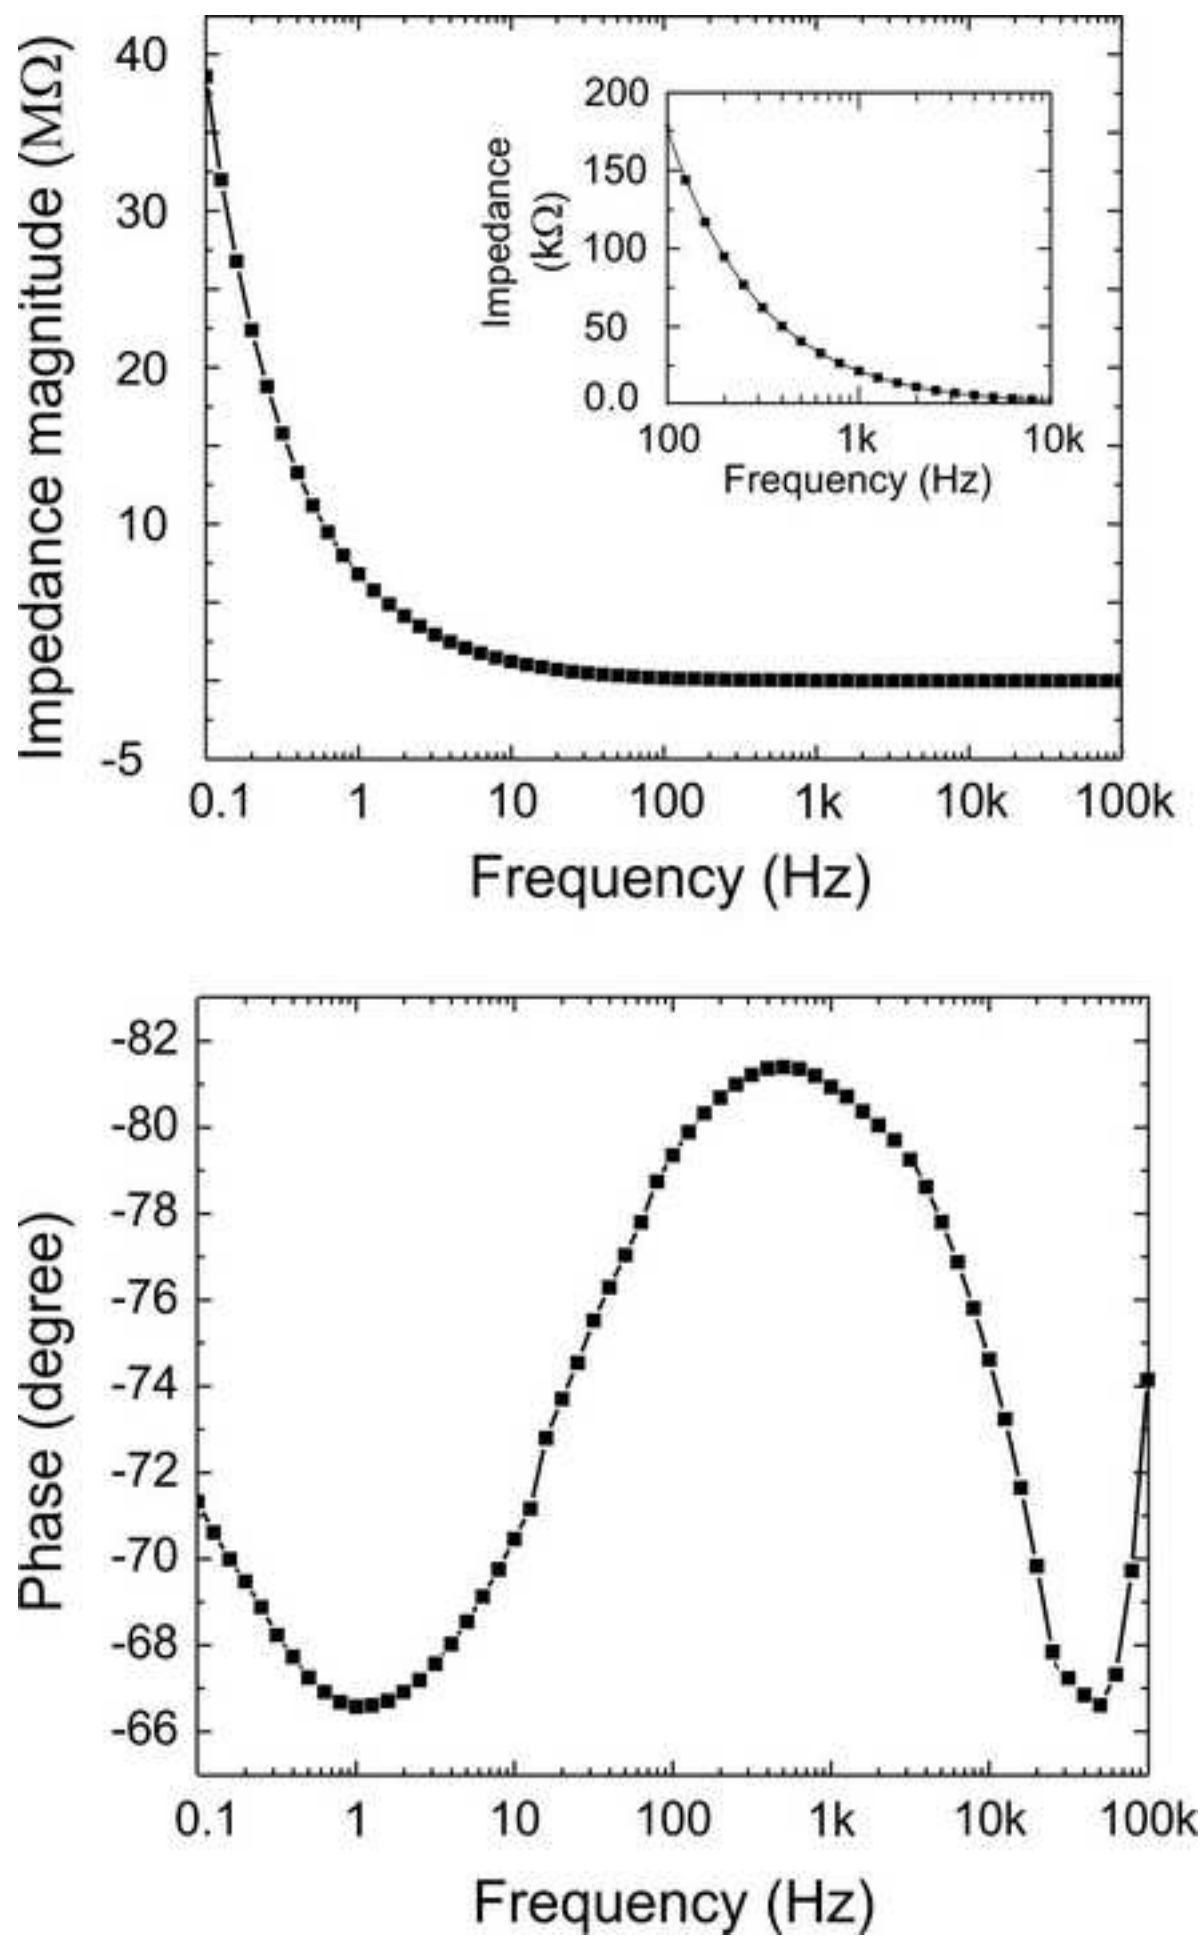 Impedance magnitude (MΩ)
40
30
20
10
-5
0.1 1 10 100 1k 10k 100k
Frequency (Hz)
Impedance
(kΩ)
200
150
100
50
0.0
100 1k 10k
Frequency (Hz)
Phase (degree)
-82
-80
-78
-76
-74
-72
-70
-68
-66
0.1 1 10 100 1k 10k 100k
Frequency (Hz)